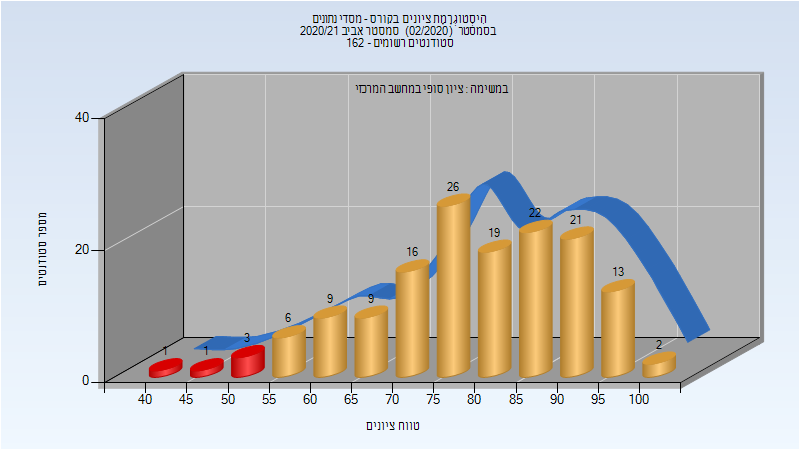 היסטוגרמת ציונים בקורס - מסדי נתונים
בסמסטר (02/2020) סמסטר אביב 2020/21
סטודנטים רשומים - 162
במשימה : ציון סופי במחשב המרכזי
מספר סטודנטים
40
20
0
1
1
3
6
9
9
16
26
19
22
21
13
2
40 45 50 55 60 65 70 75 80 85 90 95 100
טווח ציונים